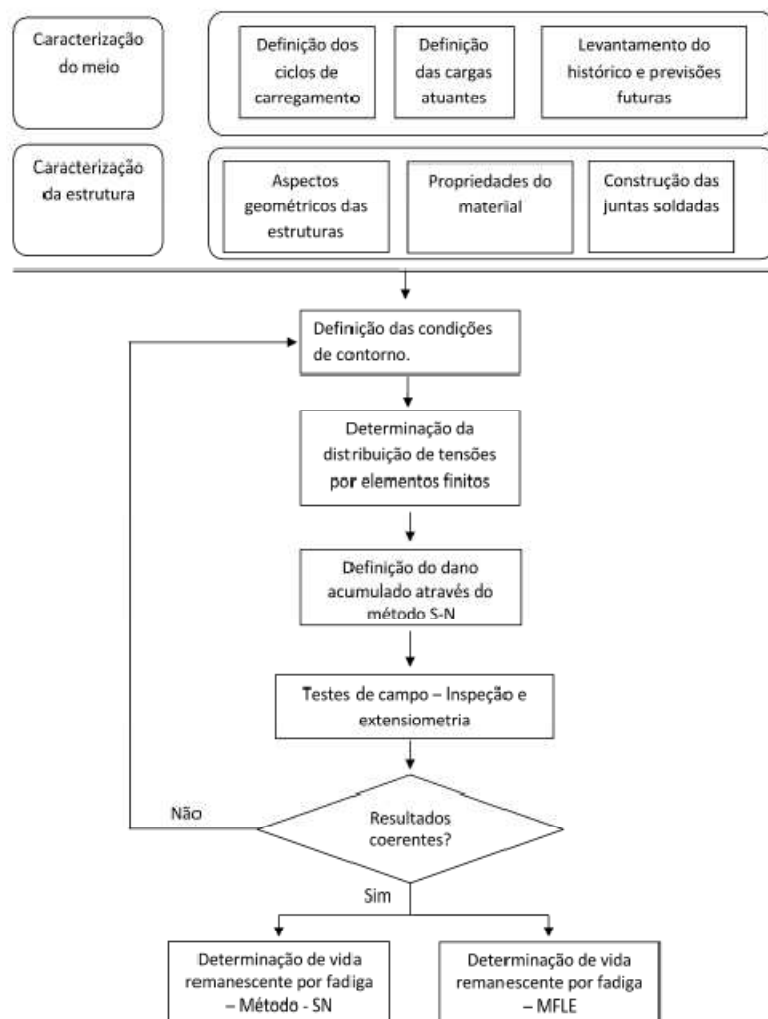 Caracterização
do meio
Definição dos
ciclos de
carregamento
Definição
das cargas
atuantes
Levantamento do
histórico e previsões
futuras
Caracterização
da estrutura
Aspectos
geométricos das
estruturas
Propriedades do
material
Construção das
juntas soldadas
Definição das condições
de contorno.
Determinação da
distribuição de tensões
por elementos finitos
Definição do dano
acumulado através do
método S-N
Testes de campo – Inspeção e
extensiometria
Resultados
coerentes?
Não
Sim
Determinação de vida
remanescente por fadiga
– Método - SN
Determinação de vida
remanescente por fadiga
– MFLE